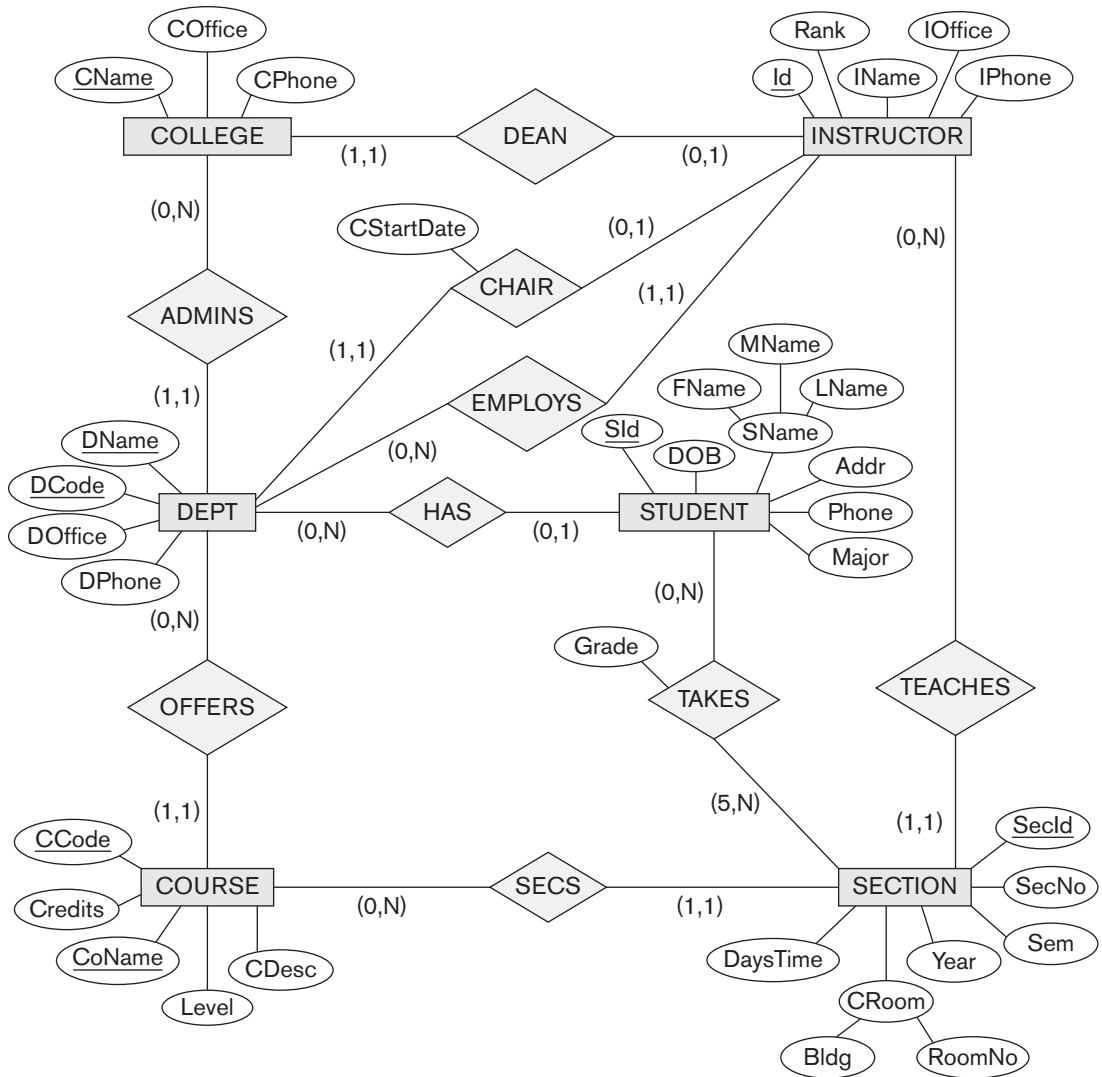 COffice
CName
CPhone
COLLEGE
(1,1)
DEAN
(0,1)
Rank
IOffice
Id
IName
IPhone
INSTRUCTOR
(0,N)
CStartDate
CHAIR
(0,1)
(0,N)
ADMINS
(1,1)
(1,1)
(1,1)
EMPLOYS
(0,N)
MName
FName
LName
SId
DOB
SName
Addr
Phone
Major
STUDENT
DName
DCode
DOffice
DPhone
DEPT
(0,N)
HAS
(0,1)
(0,N)
(0,N)
Grade
TAKES
TEACHES
OFFERS
(5,N)
(1,1)
(1,1)
CCode
Credits
CoName
Level
CDesc
COURSE
(0,N)
SECS
(1,1)
SECTION
SecId
SecNo
Sem
Year
DaysTime
CRoom
Bldg
RoomNo